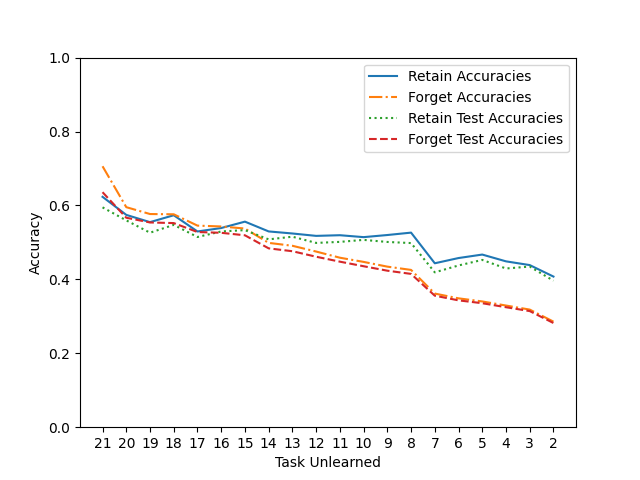 1.0
0.8
0.6
0.4
0.2
0.0
Accuracy
Retain Accuracies
Forget Accuracies
Retain Test Accuracies
Forget Test Accuracies
21 20 19 18 17 16 15 14 13 12 11 10 9 8 7 6 5 4 3 2
Task Unlearned